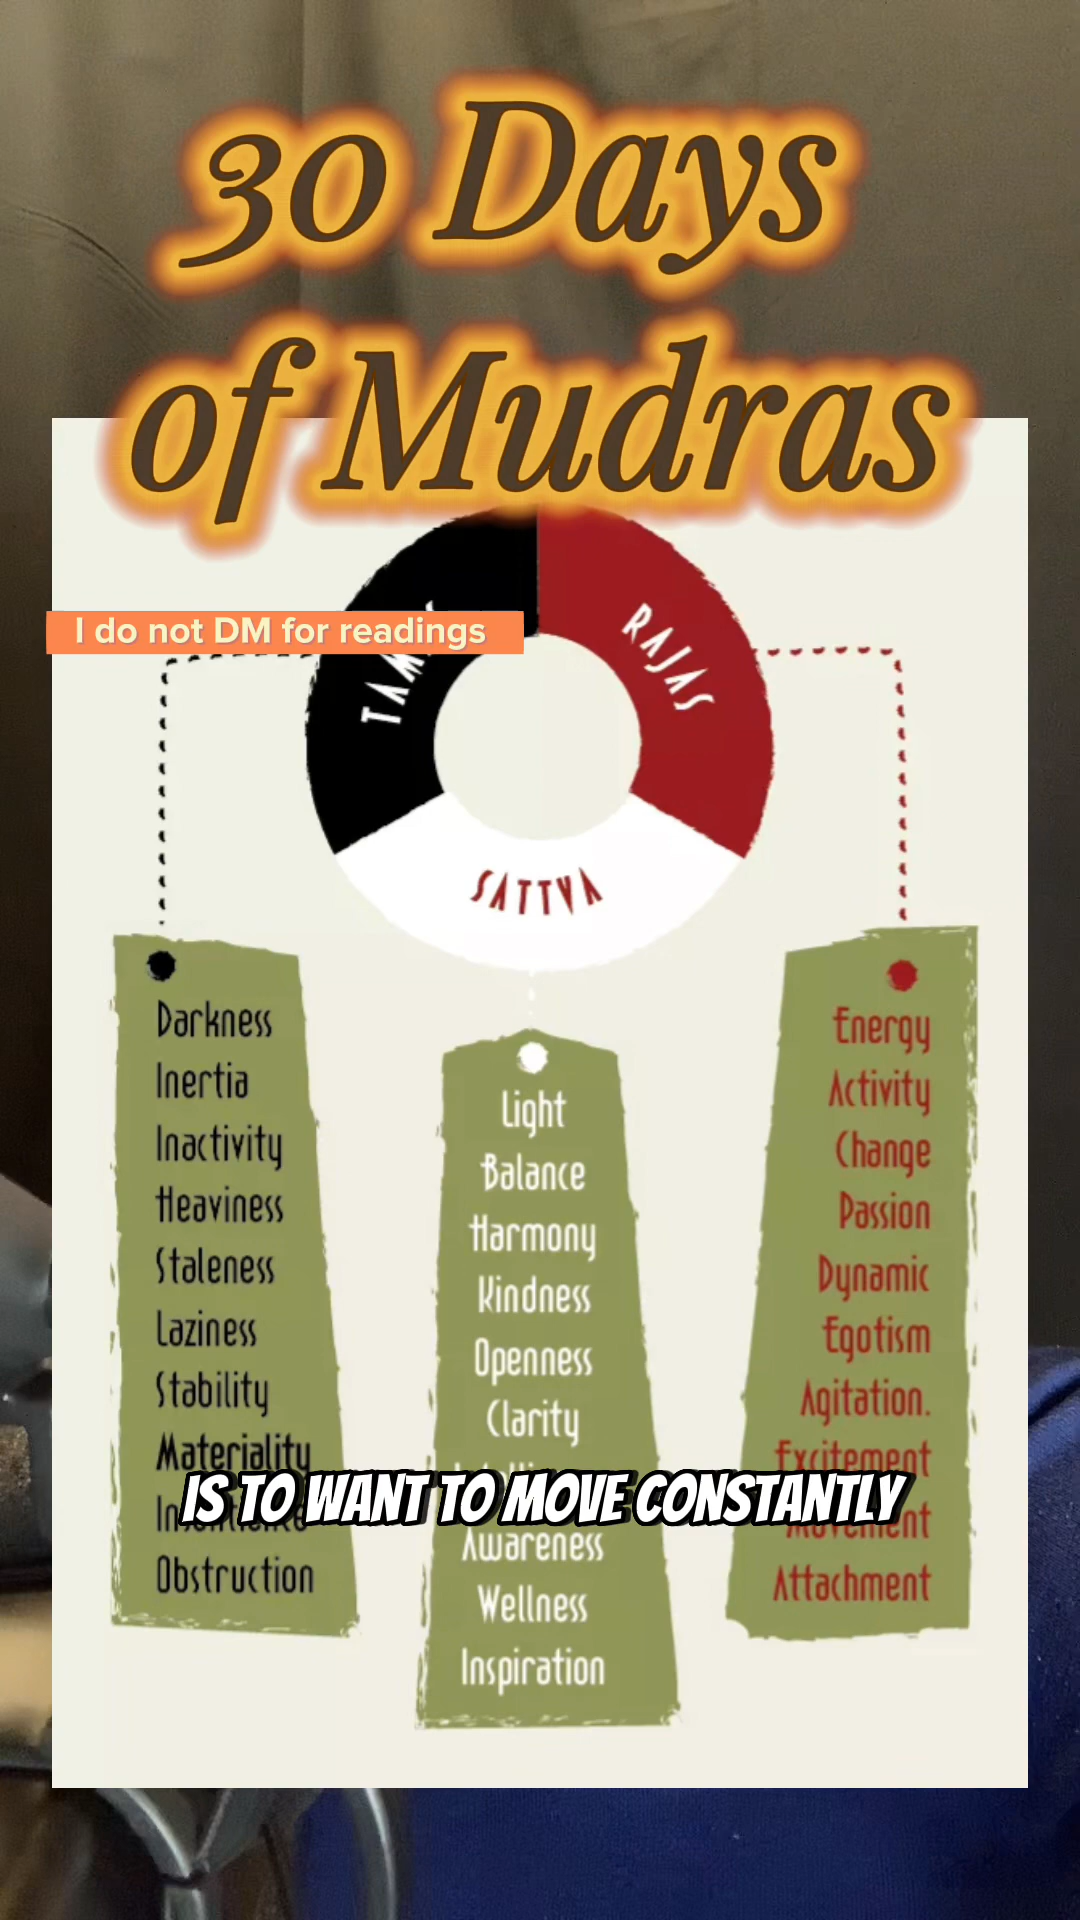 30 Days
of Mudras
I do not DM for readings
RAJAS
SATTVA
Darkness
Inertia
Inactivity
Heaviness
Staleness
Laziness
Stability
Materiality
Obstruction
Light
Balance
Harmony
Kindness
Openness
Clarity
Awareness
Wellness
Inspiration
Energy
Activity
Change
Passion
Dynamic
Egotism
Agitation.
Excitement
Movement
Attachment
IS TO WANT TO MOVE CONSTANTLY